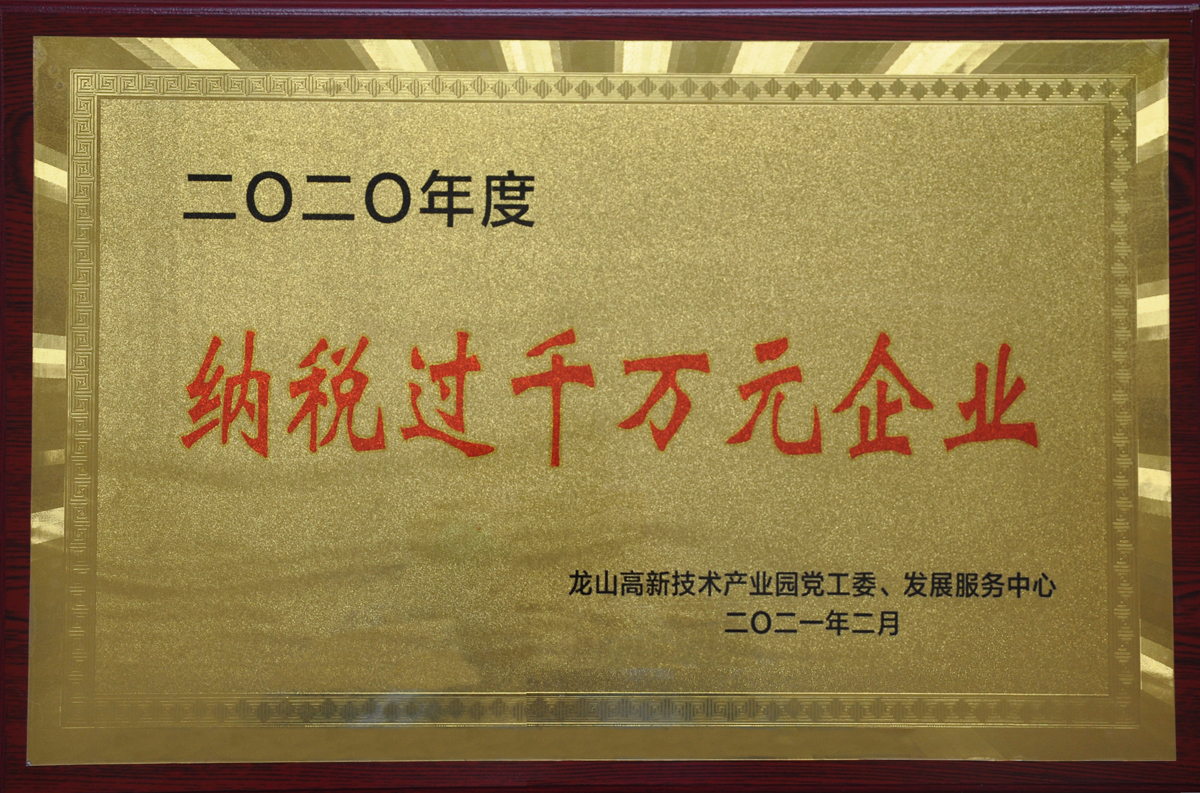 二〇二〇年度
纳税过千万元企业
龙山高新技术产业园党工委、发展服务中心
二〇二一年二月